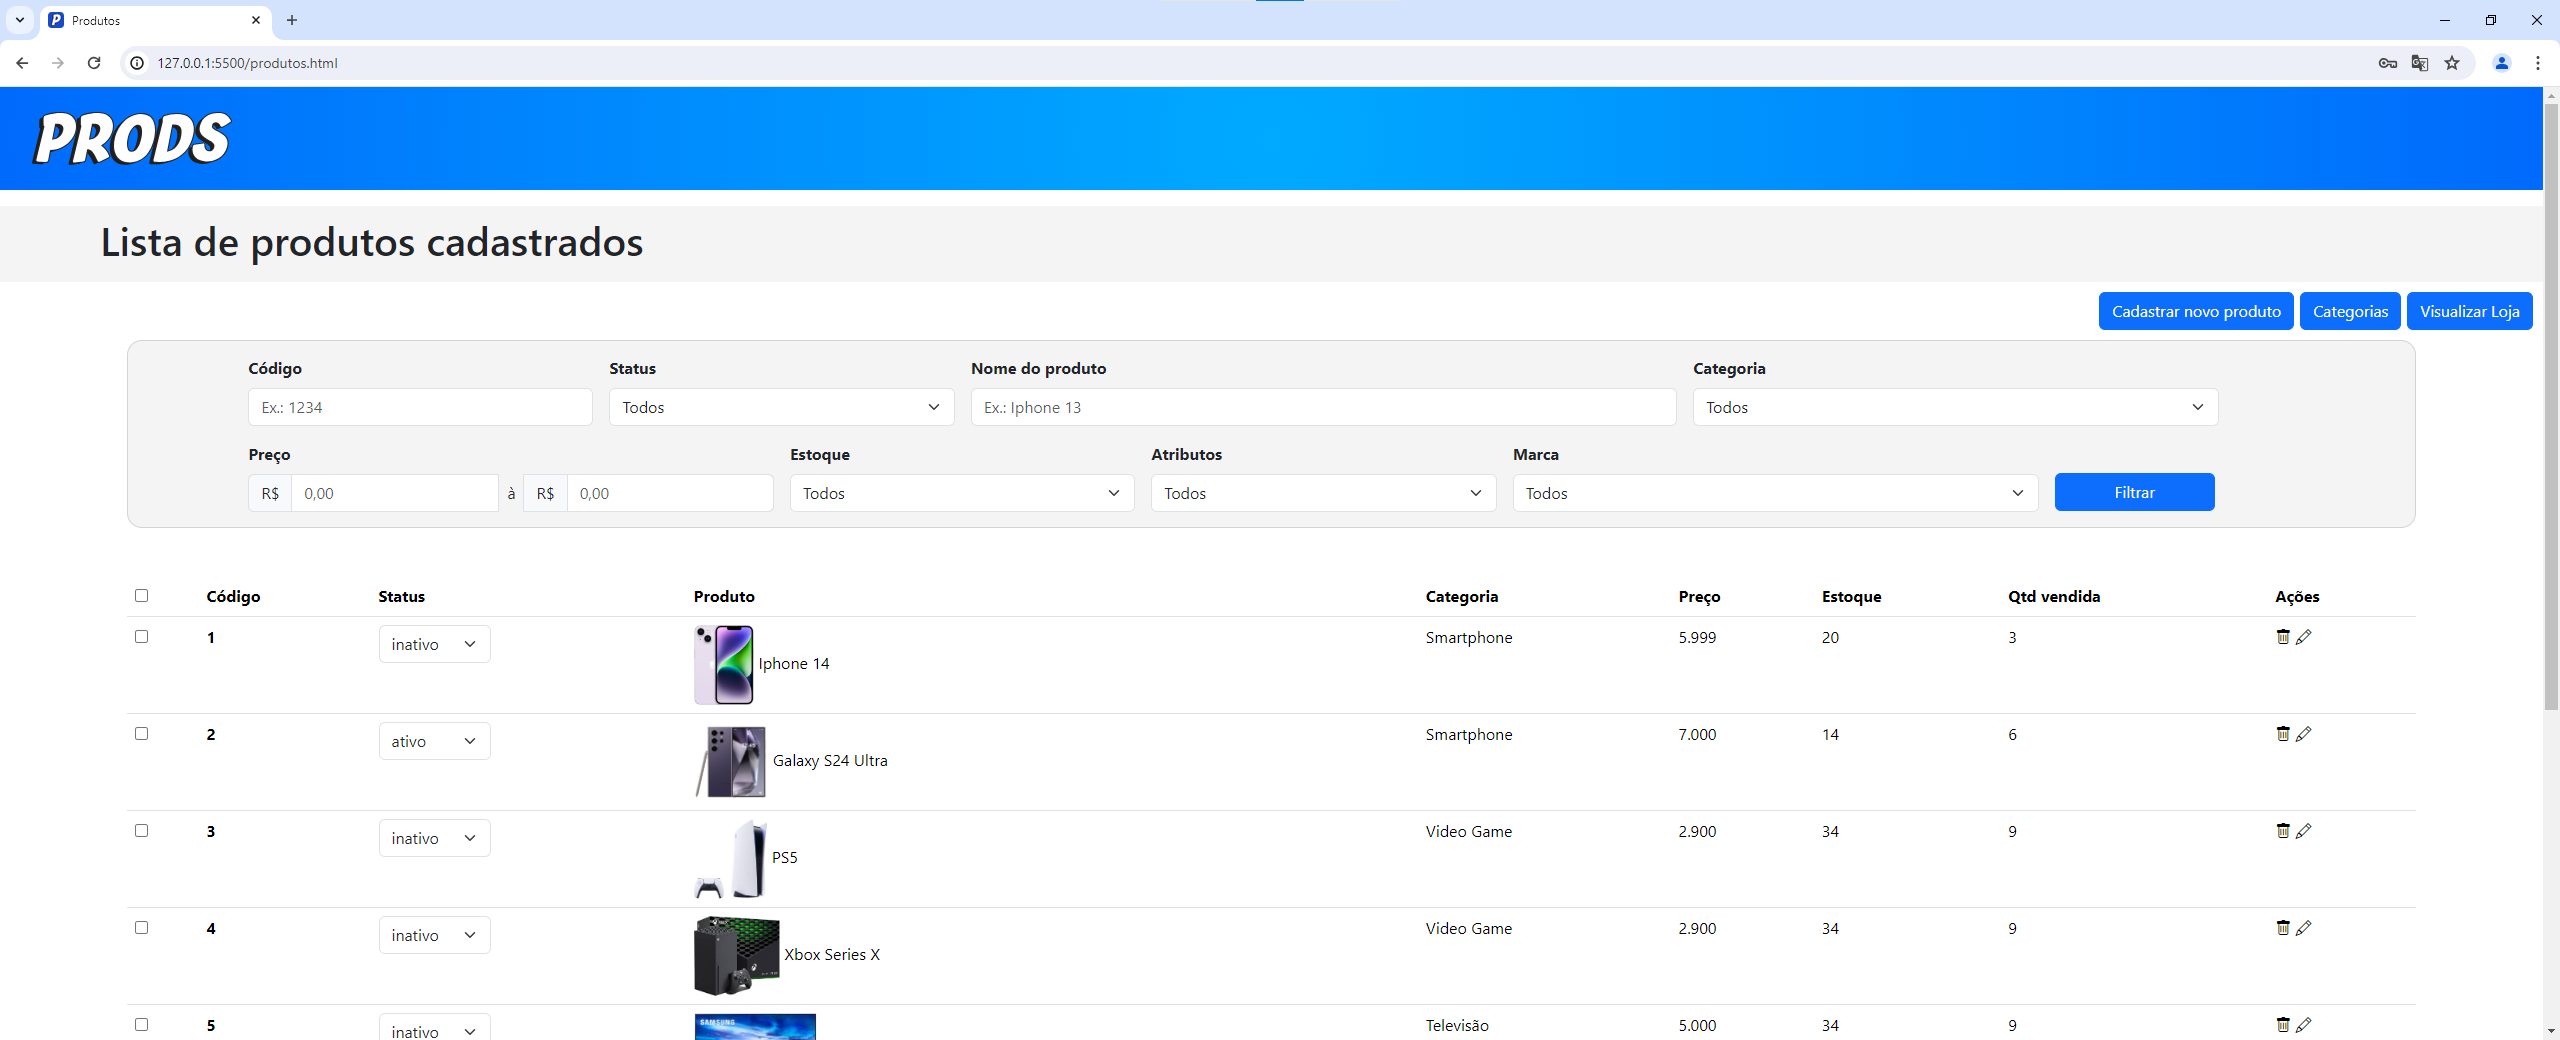 Produtos
127.0.0.1:5500/produtos.html
PRODS
Lista de produtos cadastrados
Cadastrar novo produto Categorias Visualizar Loja
Código Status Nome do produto Categoria
Ex.: 1234 Todos Ex.: Iphone 13 Todos
Preço Estoque Atributos Marca
R$ 0,00 à R$ 0,00 Todos Todos Todos Filtrar
Código Status Produto Categoria Preço Estoque Qtd vendida Ações
1 inativo Iphone 14 Smartphone 5.999 20 3
2 ativo Galaxy S24 Ultra Smartphone 7.000 14 6
3 inativo PS5 Video Game 2.900 34 9
4 inativo Xbox Series X Video Game 2.900 34 9
5 inativo SAMSUNG Televisão 5.000 34 9